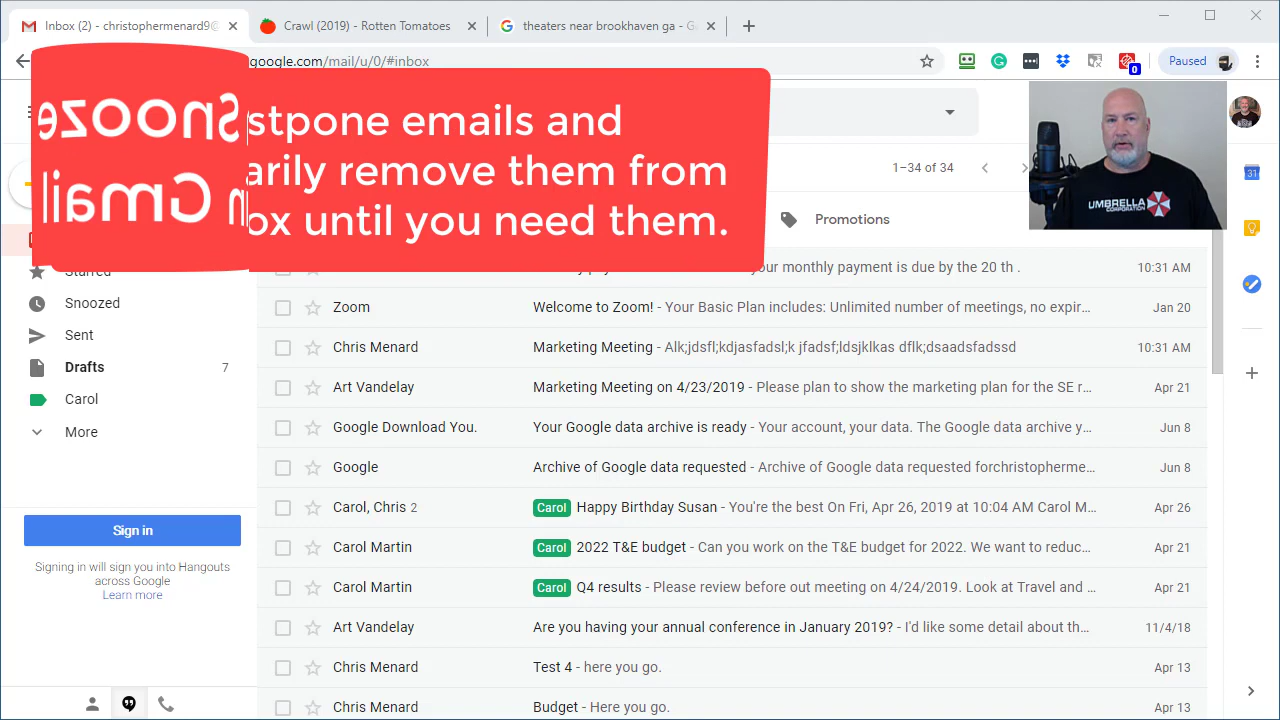 Inbox (2) - christophermenard9@
Crawl (2019) - Rotten Tomatoes
theaters near brookhaven ga - G
google.com/mail/u/0/#inbox
0
Paused
Snooze
Gmail
stpone emails and
arily remove them from
ox until you need them.
1–34 of 34
31
UMBRELLA
CORPORATION
Promotions
your monthly payment is due by the 20 th .
10:31 AM
Starred
Snoozed
Sent
Drafts 7
Carol
More
Zoom Welcome to Zoom! - Your Basic Plan includes: Unlimited number of meetings, no expir... Jan 20
Chris Menard Marketing Meeting - Alk;jdsfl;kdjasfadsl;k jfadsf;ldsjklkas dflk;dsaadsfadssd 10:31 AM
Art Vandelay Marketing Meeting on 4/23/2019 - Please plan to show the marketing plan for the SE r... Apr 21
Google Download You. Your Google data archive is ready - Your account, your data. The Google data archive y... Jun 8
Google Archive of Google data requested - Archive of Google data requested forchristopherme... Jun 8
Carol, Chris 2 Carol Happy Birthday Susan - You're the best On Fri, Apr 26, 2019 at 10:04 AM Carol M... Apr 26
Carol Martin Carol 2022 T&E budget - Can you work on the T&E budget for 2022. We want to reduc... Apr 21
Carol Martin Carol Q4 results - Please review before out meeting on 4/24/2019. Look at Travel and ... Apr 21
Art Vandelay Are you having your annual conference in January 2019? - I'd like some detail about th... 11/4/18
Chris Menard Test 4 - here you go. Apr 13
Chris Menard Budget - Here you go. Apr 13
Sign in
Signing in will sign you into Hangouts
across Google
Learn more